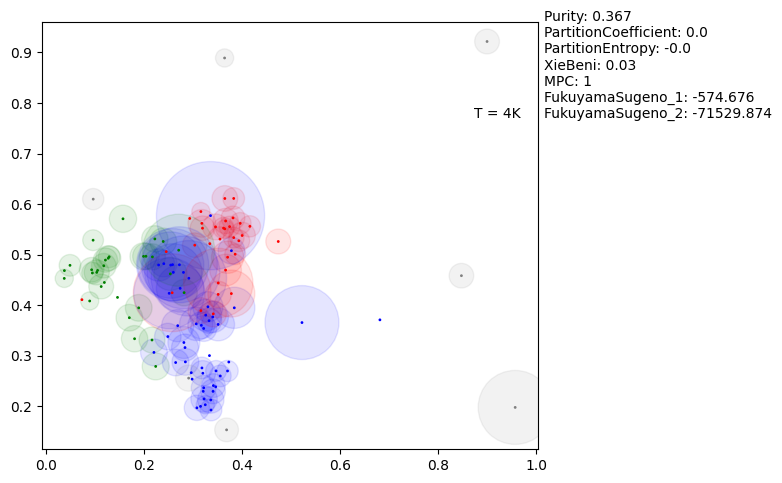 Purity: 0.367
PartitionCoefficient: 0.0
PartitionEntropy: -0.0
XieBeni: 0.03
MPC: 1
FukuyamaSugeno_1: -574.676
FukuyamaSugeno_2: -71529.874
T = 4K
0.9
0.8
0.7
0.6
0.5
0.4
0.3
0.2
0.0 0.2 0.4 0.6 0.8 1.0